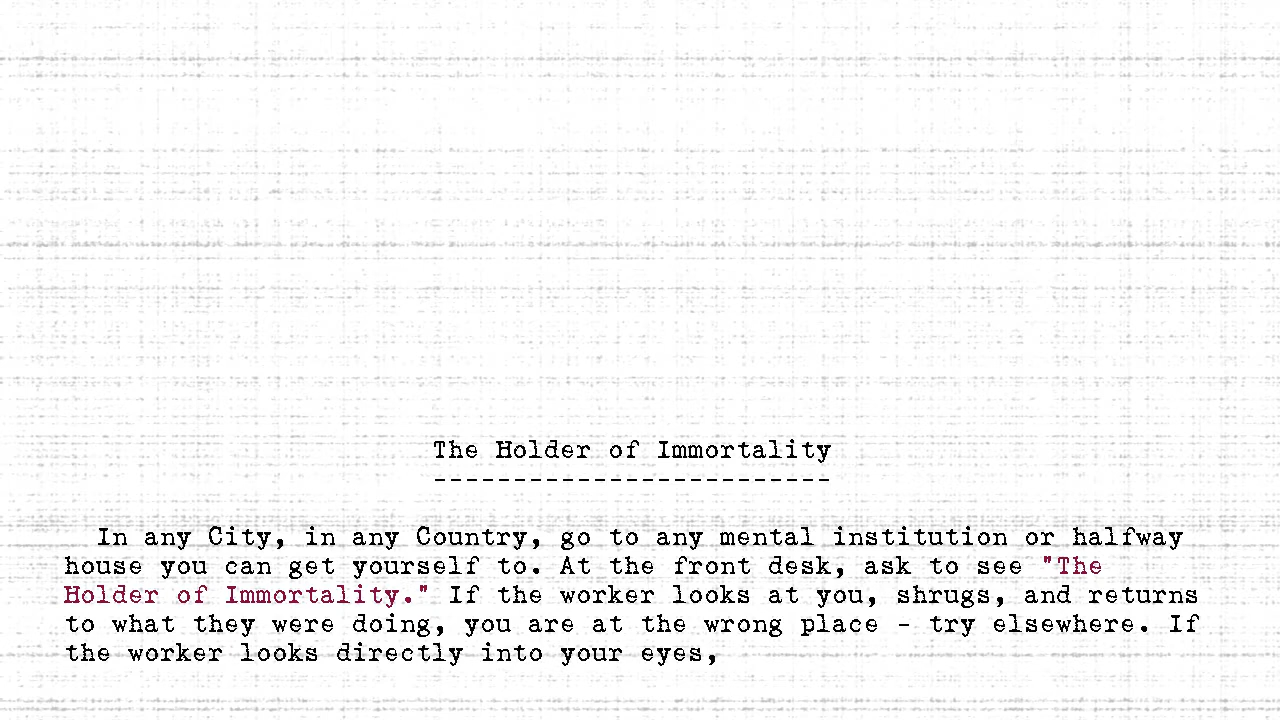 The Holder of Immortality
-------------------------
In any City, in any Country, go to any mental institution or halfway
house you can get yourself to. At the front desk, ask to see "The
Holder of Immortality." If the worker looks at you, shrugs, and returns
to what they were doing, you are at the wrong place - try elsewhere. If
the worker looks directly into your eyes,